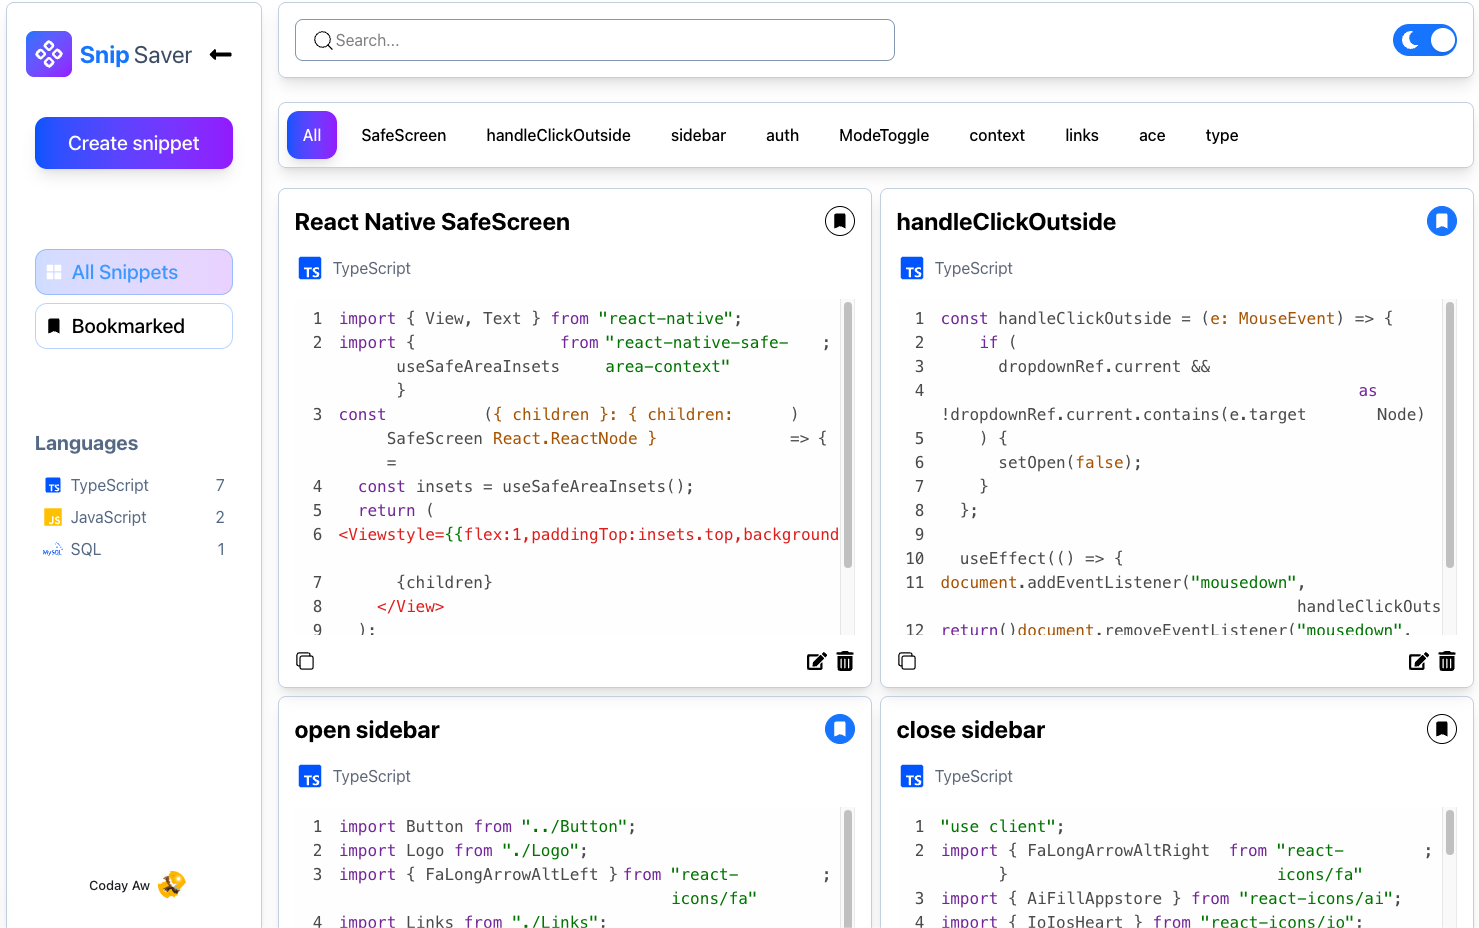 Snip Saver
Create snippet
All Snippets
Bookmarked
Languages
TypeScript 7
JavaScript 2
SQL 1
Coday Aw
Search...
All SafeScreen handleClickOutside sidebar auth ModeToggle context links ace type
React Native SafeScreen
TS TypeScript
1 import { View, Text } from "react-native";
2 import { from "react-native-safe- ;
useSafeAreaInsets area-context"
}
3 const ({ children }: { children: )
SafeScreen React.ReactNode } => {
=
4 const insets = useSafeAreaInsets();
5 return (
6 <Viewstyle={{flex:1,paddingTop:insets.top,background
7 {children}
8 </View>
9 );
handleClickOutside
TS TypeScript
1 const handleClickOutside = (e: MouseEvent) => {
2 if (
3 dropdownRef.current &&
4 as
!dropdownRef.current.contains(e.target Node)
5 ) {
6 setOpen(false);
7 }
8 };
9
10 useEffect(() => {
11 document.addEventListener("mousedown",
handleClickOuts
12 return()document.removeEventListener("mousedown",
open sidebar
TS TypeScript
1 import Button from "../Button";
2 import Logo from "./Logo";
3 import { FaLongArrowAltLeft } from "react- ;
icons/fa"
4 import Links from "./Links";
close sidebar
TS TypeScript
1 "use client";
2 import { FaLongArrowAltRight from "react- ;
} icons/fa"
3 import { AiFillAppstore } from "react-icons/ai";
4 import { IoIosHeart } from "react-icons/io";